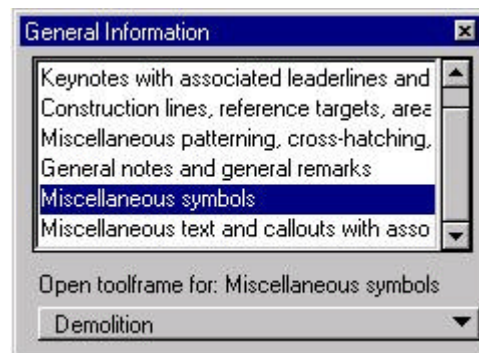 General Information
Keynotes with associated leaderlines and
Construction lines, reference targets, area
Miscellaneous patterning, cross-hatching,
General notes and general remarks
Miscellaneous symbols
Miscellaneous text and callouts with asso
Open toolframe for: Miscellaneous symbols
Demolition